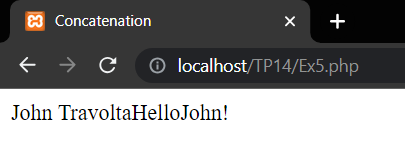 Concatenation
localhost/TP14/Ex5.php
John TravoltaHelloJohn!